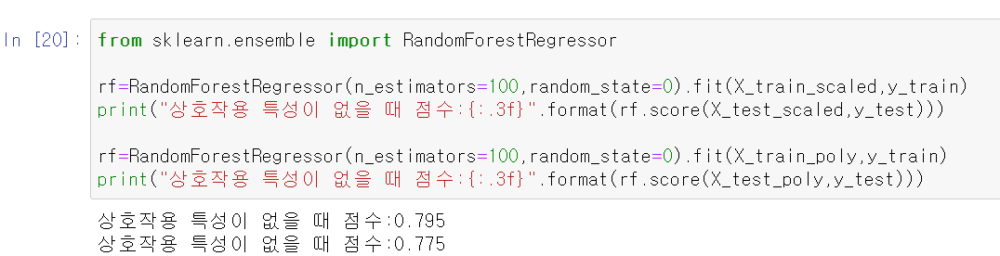 In [20]:
from sklearn.ensemble import RandomForestRegressor
rf=RandomForestRegressor(n_estimators=100,random_state=0).fit(X_train_scaled,y_train)
print("상호작용 특성이 없을 때 점수:{:.3f}".format(rf.score(X_test_scaled,y_test)))
rf=RandomForestRegressor(n_estimators=100,random_state=0).fit(X_train_poly,y_train)
print("상호작용 특성이 없을 때 점수:{:.3f}".format(rf.score(X_test_poly,y_test)))
상호작용 특성이 없을 때 점수:0.795
상호작용 특성이 없을 때 점수:0.775